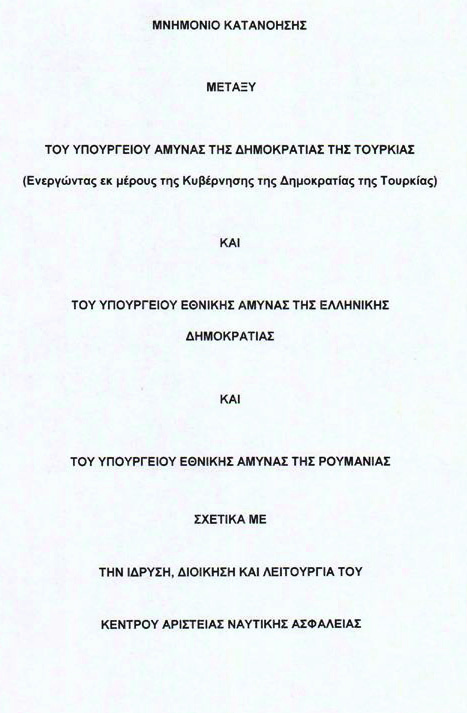 ΜΝΗΜΟΝΙΟ ΚΑΤΑΝΟΗΣΗΣ
ΜΕΤΑΞΥ
ΤΟΥ ΥΠΟΥΡΓΕΙΟΥ ΑΜΥΝΑΣ ΤΗΣ ΔΗΜΟΚΡΑΤΙΑΣ ΤΗΣ ΤΟΥΡΚΙΑΣ
(Ενεργώντας εκ μέρους της Κυβέρνησης της Δημοκρατίας της Τουρκίας)
ΚΑΙ
ΤΟΥ ΥΠΟΥΡΓΕΙΟΥ ΕΘΝΙΚΗΣ ΑΜΥΝΑΣ ΤΗΣ ΕΛΛΗΝΙΚΗΣ
ΔΗΜΟΚΡΑΤΙΑΣ
ΚΑΙ
ΤΟΥ ΥΠΟΥΡΓΕΙΟΥ ΕΘΝΙΚΗΣ ΑΜΥΝΑΣ ΤΗΣ ΡΟΥΜΑΝΙΑΣ
ΣΧΕΤΙΚΑ ΜΕ
ΤΗΝ ΙΔΡΥΣΗ, ΔΙΟΙΚΗΣΗ ΚΑΙ ΛΕΙΤΟΥΡΓΙΑ ΤΟΥ
ΚΕΝΤΡΟΥ ΑΡΙΣΤΕΙΑΣ ΝΑΥΤΙΚΗΣ ΑΣΦΑΛΕΙΑΣ